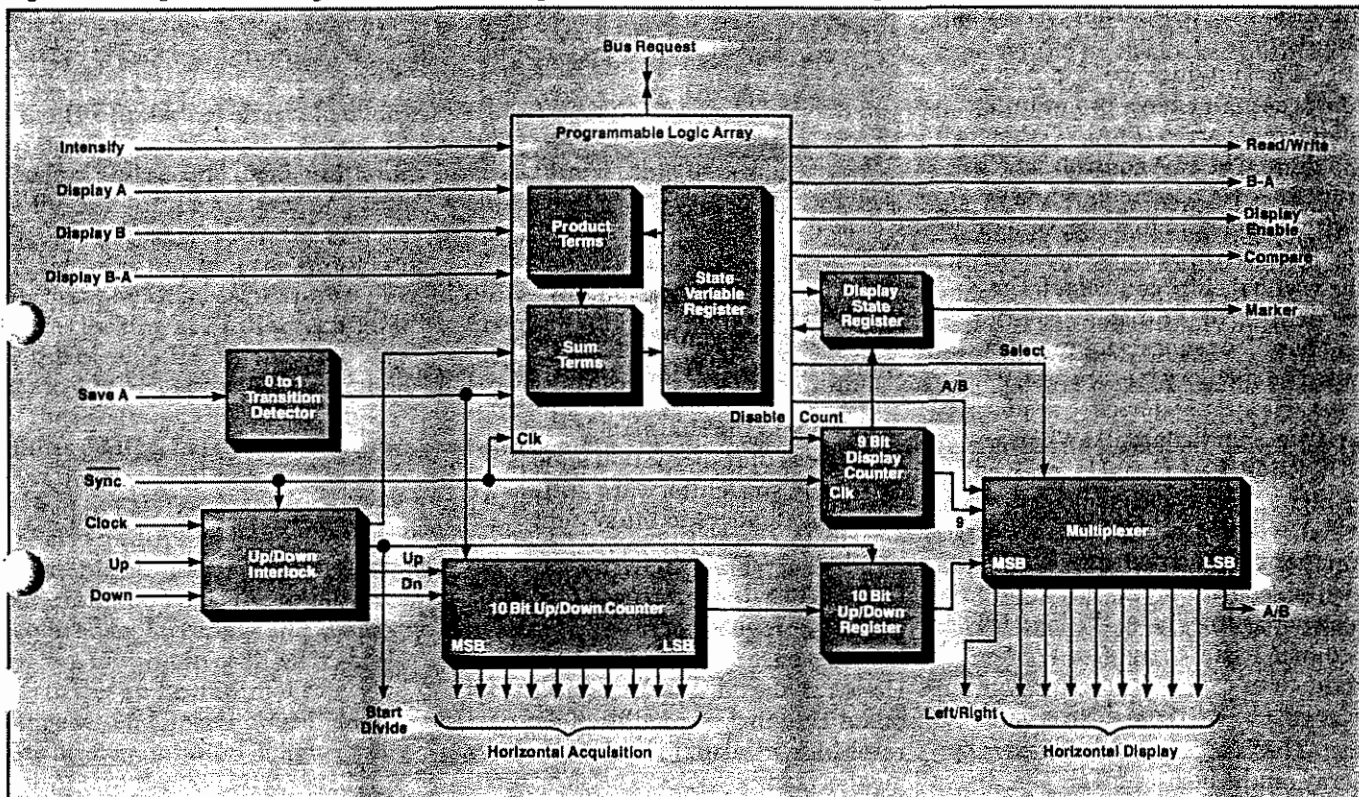 Bus Request
Programmable Logic Array
Intensify
Read/Write
Display A
B-A
Product
Terms
Display B
Display
Enable
Display B-A
Compare
State
Variable
Register
Display
State
Register
Marker
Sum
Terms
Select
0 to 1
Transition
Detector
Save A
A/B
Disable
Count
Clk
9 Bit
Display
Counter
Clk
Sync
Clock
9
Multiplexer
Up/Down
Interlock
Up
Up
MSB
LSB
Dn
Down
10 Bit Up/Down Counter
10 Bit
Up/Down
Register
A/B
MSB
LSB
Start
Divide
Left/Right
Horizontal Acquisition
Horizontal Display